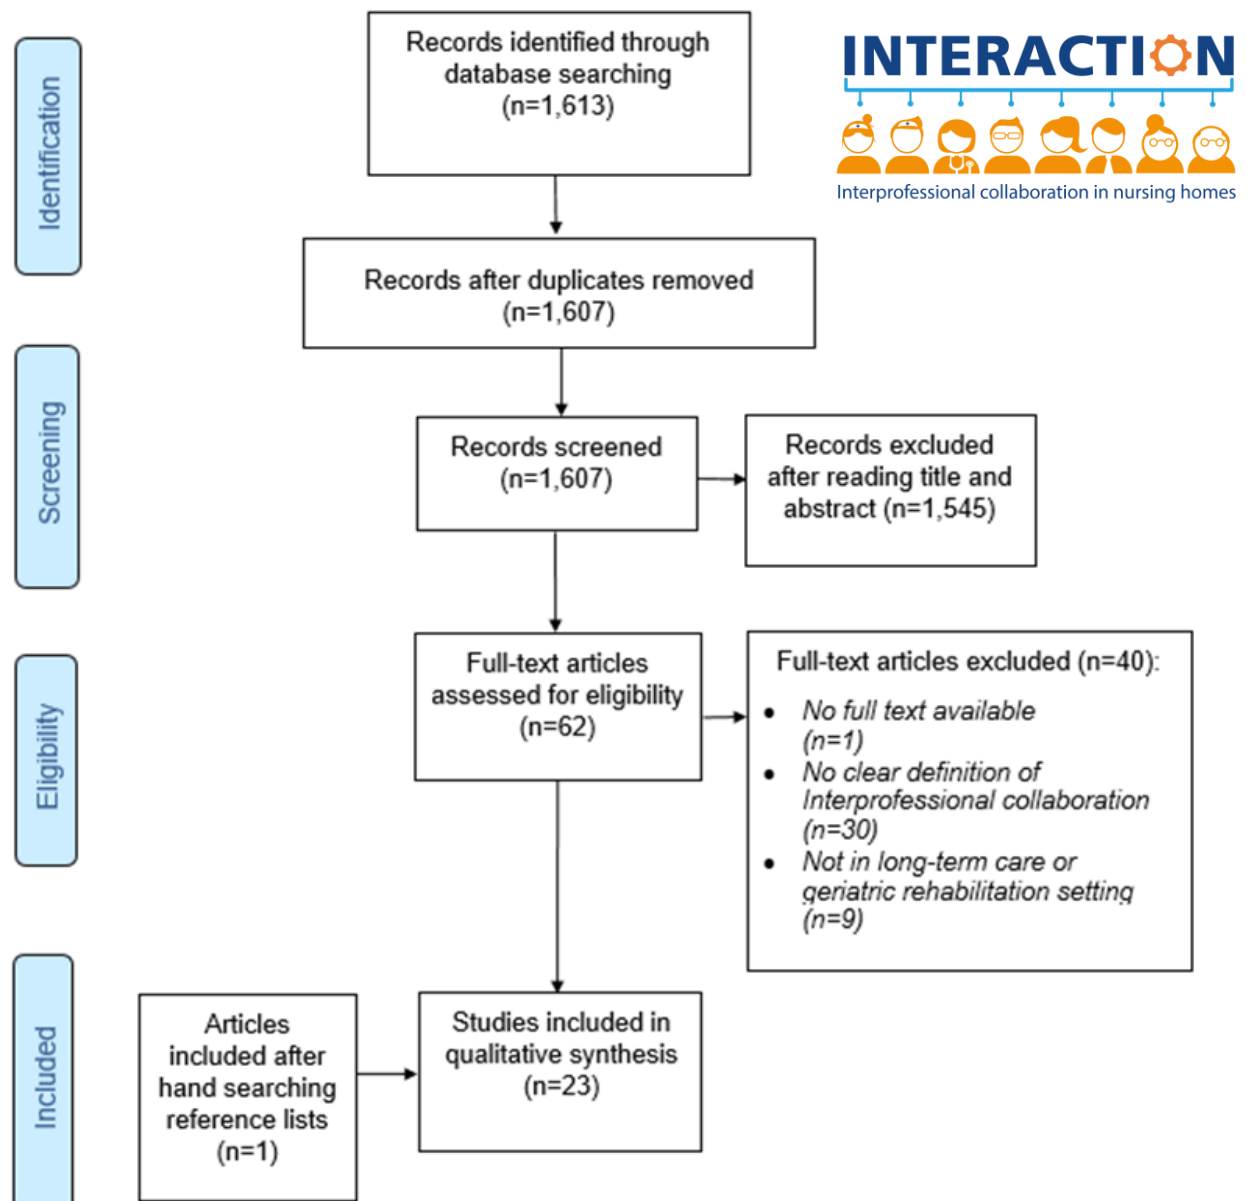 Identification
Records identified through
database searching
(n=1,613)
INTERACTION
Interprofessional collaboration in nursing homes
Records after duplicates removed
(n=1,607)
Screening
Records screened
(n=1,607)
Records excluded
after reading title and
abstract (n=1,545)
Eligibility
Full-text articles
assessed for eligibility
(n=62)
Full-text articles excluded (n=40):
• No full text available
(n=1)
• No clear definition of
Interprofessional collaboration
(n=30)
• Not in long-term care or
geriatric rehabilitation setting
(n=9)
Included
Articles
included after
hand searching
reference lists
(n=1)
Studies included in
qualitative synthesis
(n=23)